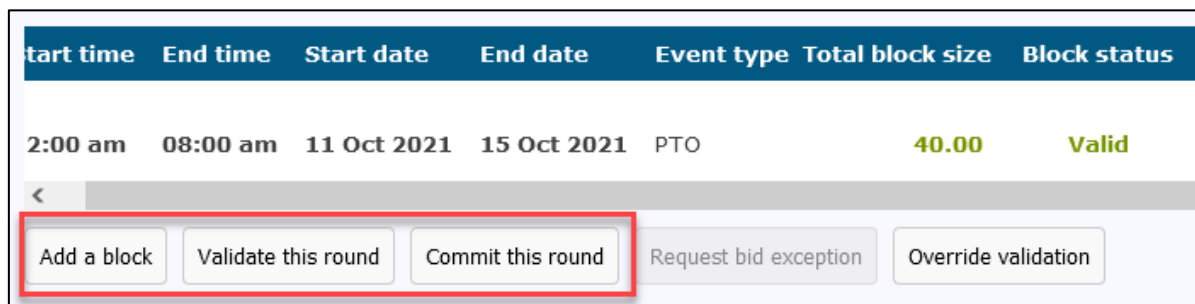 tart time End time Start date End date Event type Total block size Block status
2:00 am 08:00 am 11 Oct 2021 15 Oct 2021 PTO 40.00 Valid
Add a block Validate this round Commit this round Request bid exception Override validation